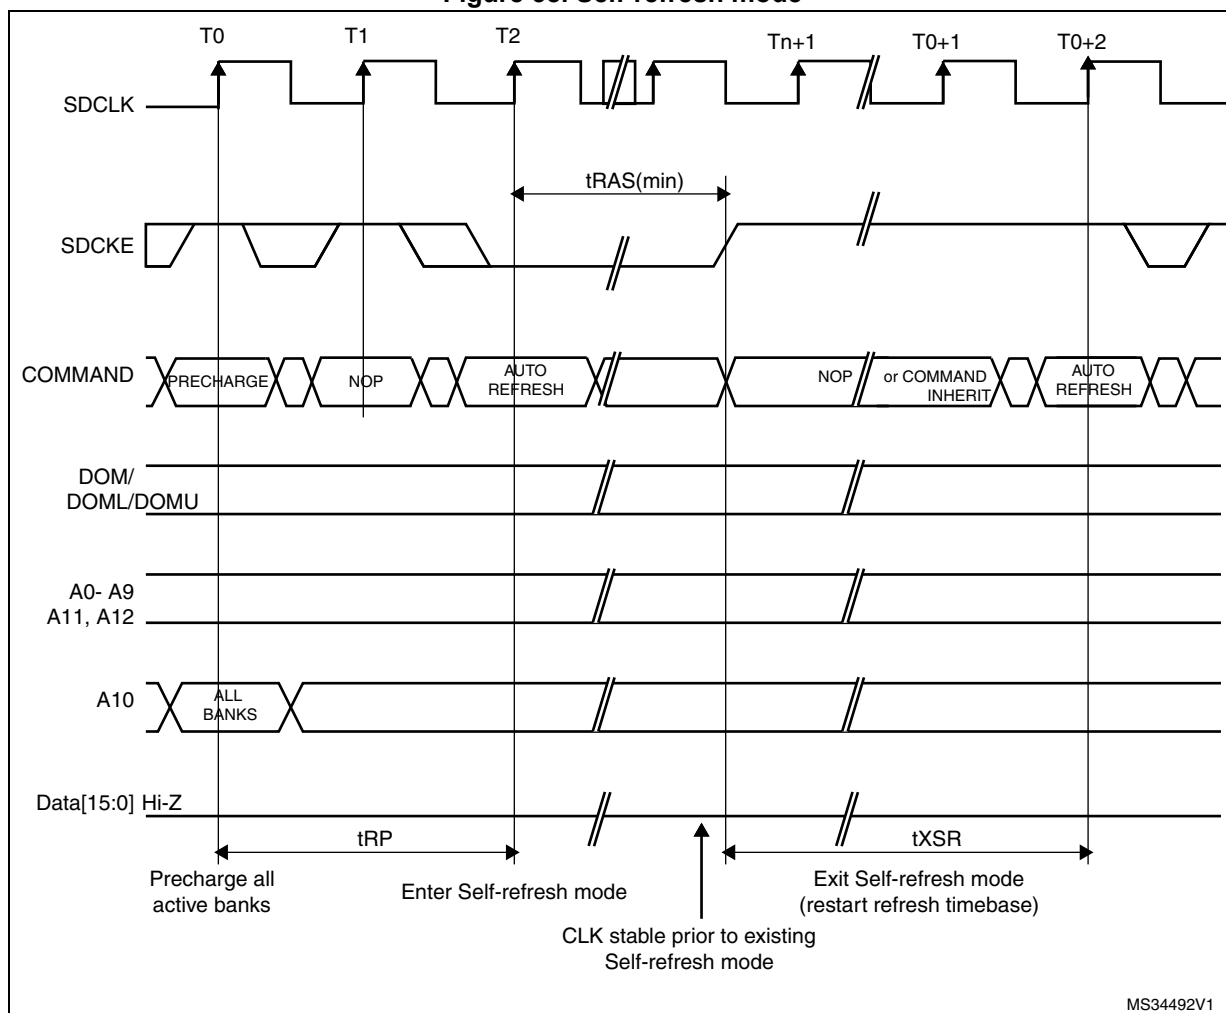 Figure 68. Self-refresh mode
T0 T1 T2 Tn+1 T0+1 T0+2
SDCLK
tRAS(min)
SDCKE
COMMAND
PRECHARGE
NOP
AUTO
REFRESH
NOP
or COMMAND
INHERIT
AUTO
REFRESH
DOM/
DOML/DOMU
A0- A9
A11, A12
A10
ALL
BANKS
Data[15:0] Hi-Z
tRP
tXSR
Precharge all
active banks
Enter Self-refresh mode
Exit Self-refresh mode
(restart refresh timebase)
CLK stable prior to existing
Self-refresh mode
MS34492V1